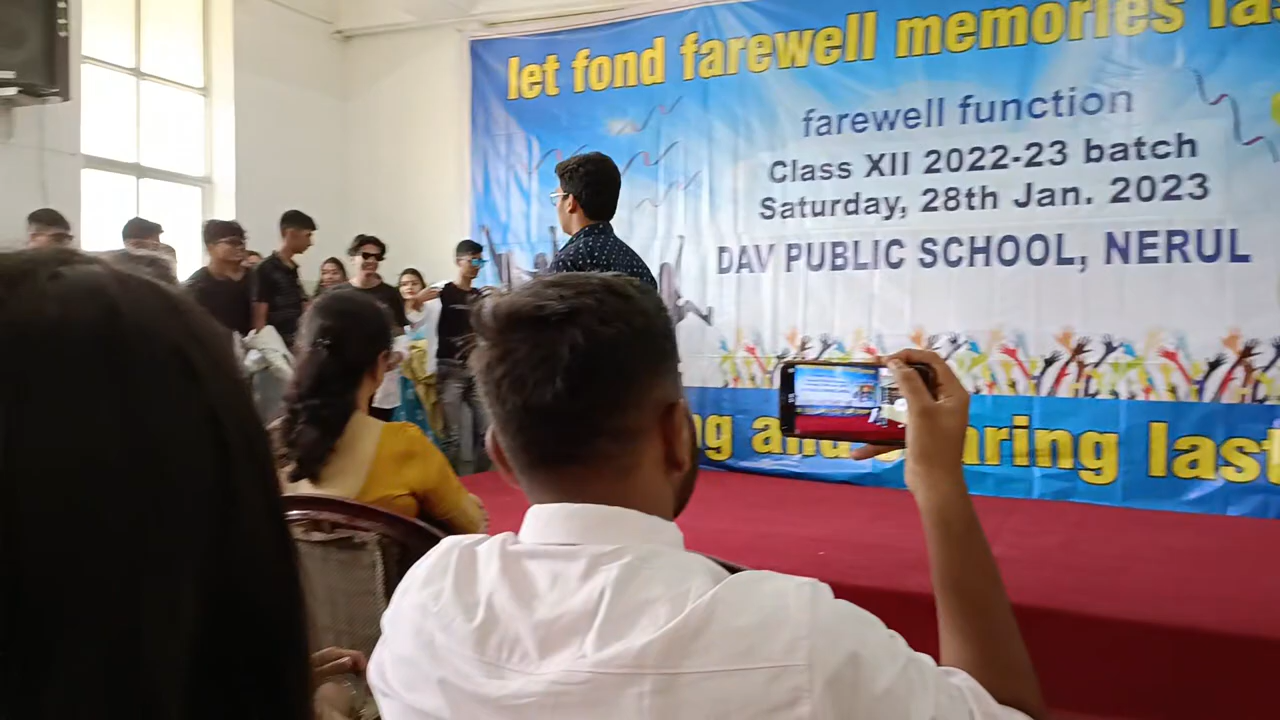 let fond farewell memories
farewell function
Class XII 2022-23 batch
Saturday, 28th Jan. 2023
DAV PUBLIC SCHOOL, NERUL
last